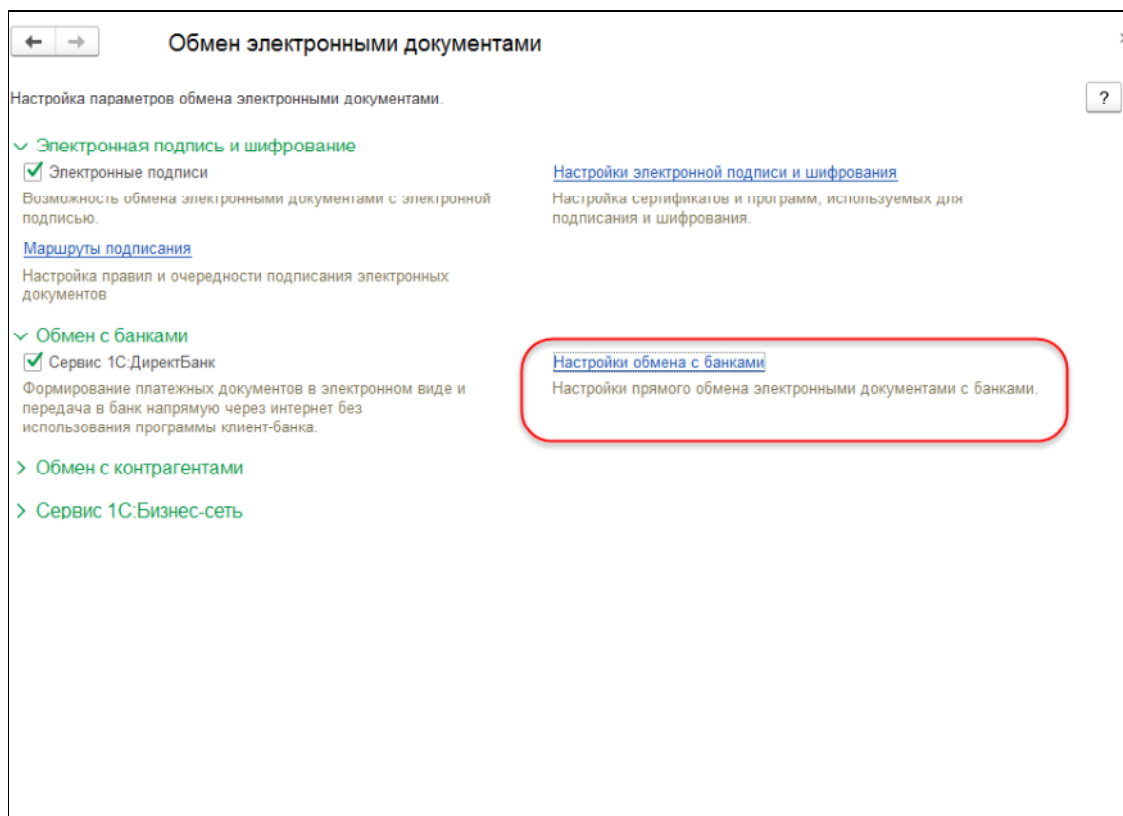 Обмен электронными документами
Настройка параметров обмена электронными документами.
?
Электронная подпись и шифрование
Электронные подписи
Настройки электронной подписи и шифрования
Возможность обмена электронными документами с электронной
подписью.
Настройка сертификатов и программ, используемых для
подписания и шифрования.
Маршруты подписания
Настройка правил и очередности подписания электронных
документов
Обмен с банками
Сервис 1С:ДиректБанк
Настройки обмена с банками
Формирование платежных документов в электронном виде и
передача в банк напрямую через интернет без
использования программы клиент-банка.
Настройки прямого обмена электронными документами с банками.
Обмен с контрагентами
Сервис 1С:Бизнес-сеть